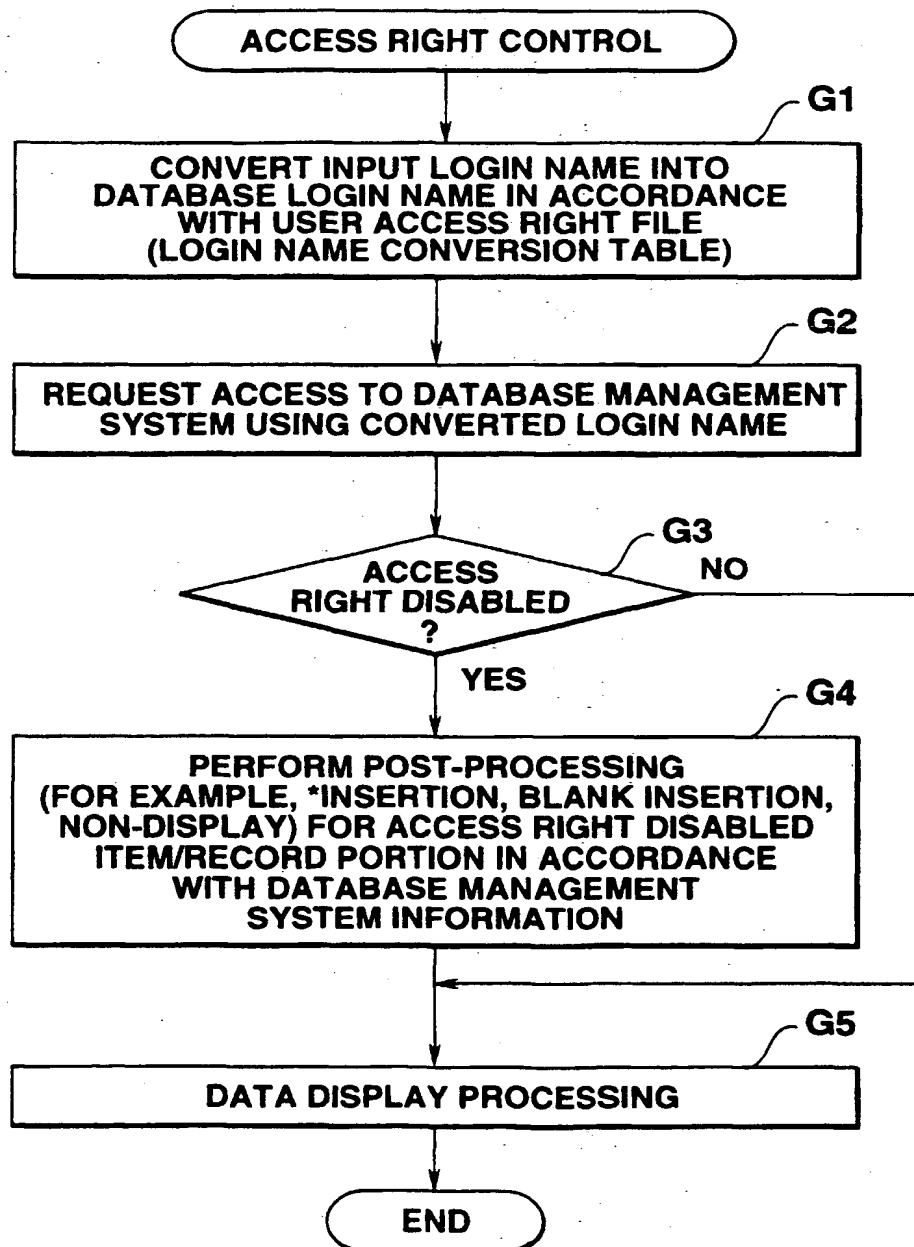 ACCESS RIGHT CONTROL
G1
CONVERT INPUT LOGIN NAME INTO
DATABASE LOGIN NAME IN ACCORDANCE
WITH USER ACCESS RIGHT FILE
(LOGIN NAME CONVERSION TABLE)
G2
REQUEST ACCESS TO DATABASE MANAGEMENT
SYSTEM USING CONVERTED LOGIN NAME
G3
ACCESS
RIGHT DISABLED
?
NO
YES
G4
PERFORM POST-PROCESSING
(FOR EXAMPLE, *INSERTION, BLANK INSERTION,
NON-DISPLAY) FOR ACCESS RIGHT DISABLED
ITEM/RECORD PORTION IN ACCORDANCE
WITH DATABASE MANAGEMENT
SYSTEM INFORMATION
G5
DATA DISPLAY PROCESSING
END